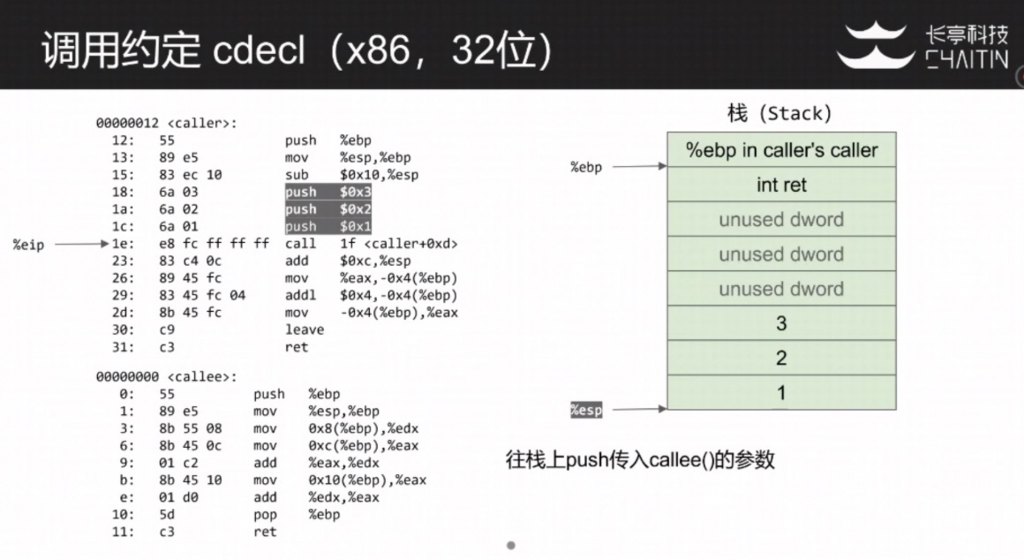 调用约定 cdecl（x86，32位）
长亭科技
CHAITIN
00000012 <caller>:
12: 55 push %ebp
13: 89 e5 mov %esp,%ebp
15: 83 ec 10 sub $0x10,%esp
18: 6a 03 push $0x3
1a: 6a 02 push $0x2
1c: 6a 01 push $0x1
%eip
1e: e8 fc ff ff ff call 1f <caller+0xd>
23: 83 c4 0c add $0xc,%esp
26: 89 45 fc mov %eax,-0x4(%ebp)
29: 83 45 fc 04 addl $0x4,-0x4(%ebp)
2d: 8b 45 fc mov -0x4(%ebp),%eax
30: c9 leave
31: c3 ret
00000000 <callee>:
0: 55 push %ebp
1: 89 e5 mov %esp,%ebp
3: 8b 55 08 mov 0x8(%ebp),%edx
6: 8b 45 0c mov 0xc(%ebp),%eax
9: 01 c2 add %eax,%edx
b: 8b 45 10 mov 0x10(%ebp),%eax
e: 01 d0 add %edx,%eax
10: 5d pop %ebp
11: c3 ret
栈（Stack）
%ebp in caller's caller
%ebp
int ret
unused dword
unused dword
unused dword
3
2
1
%esp
往栈上push传入callee()的参数